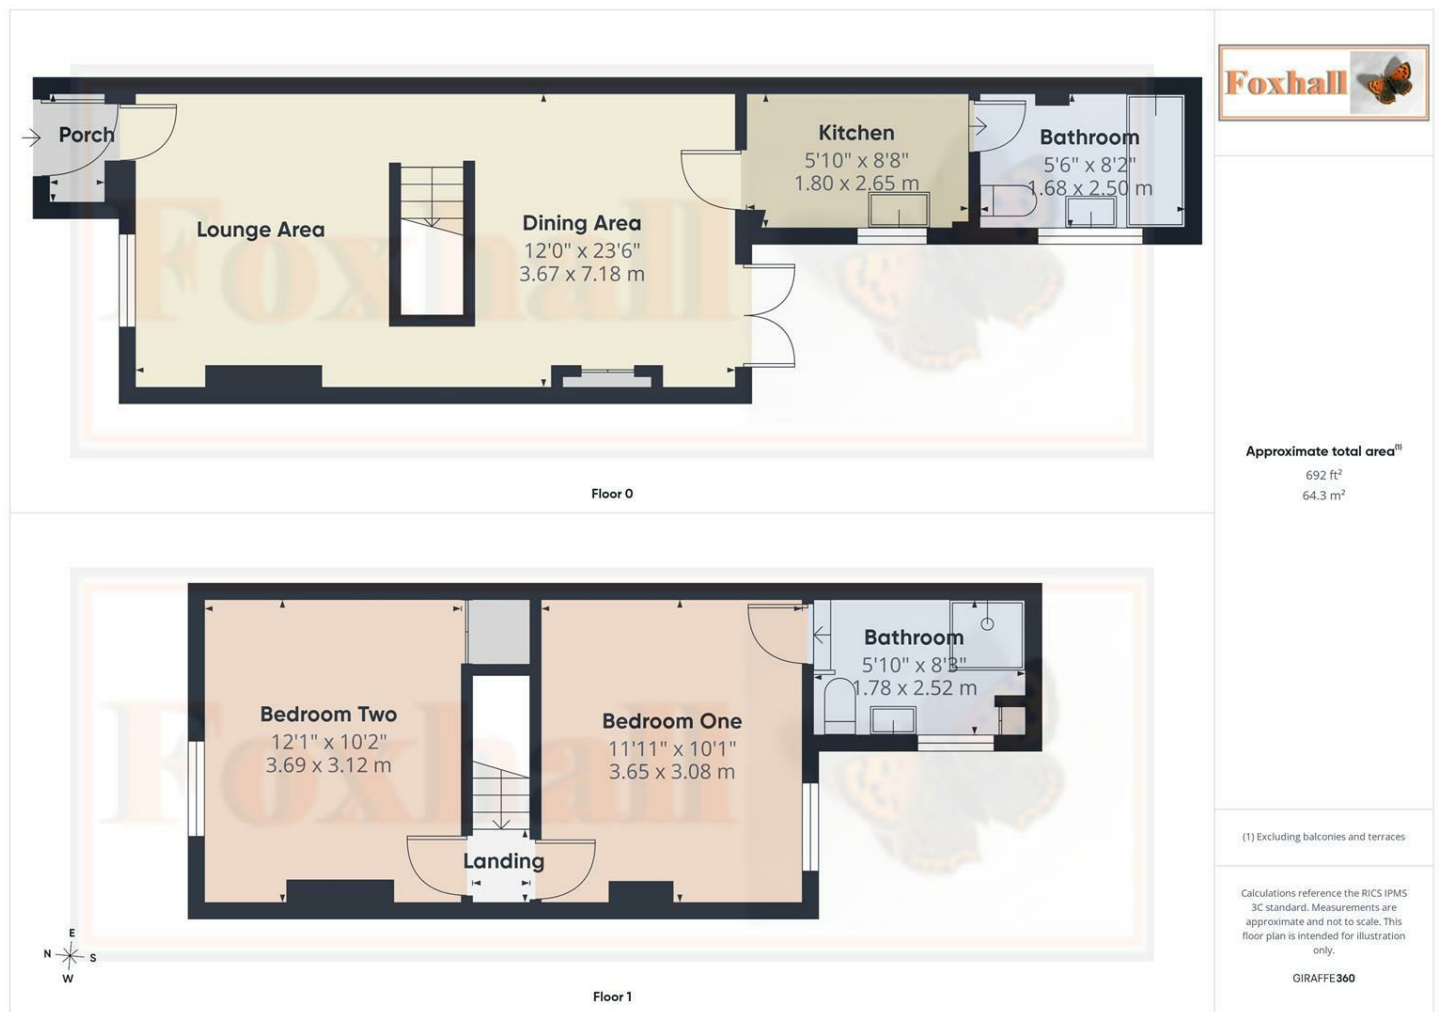 Foxhall
Porch
Lounge Area
Dining Area
12'0" x 23'6"
3.67 x 7.18 m
Kitchen
5'10" x 8'8"
1.80 x 2.65 m
Bathroom
5'6" x 8'2"
1.68 x 2.50 m
Foxhall
Floor 0
Approximate total area(1)
692 ft²
64.3 m²
Bedroom Two
12'1" x 10'2"
3.69 x 3.12 m
Landing
Bedroom One
11'11" x 10'1"
3.65 x 3.08 m
Bathroom
5'10" x 8'3"
1.78 x 2.52 m
Foxhall
E
N
S
W
Floor 1
(1) Excluding balconies and terraces
Calculations reference the RICS IPMS
3C standard. Measurements are
approximate and not to scale. This
floor plan is intended for illustration
only.
GIRAFFE360